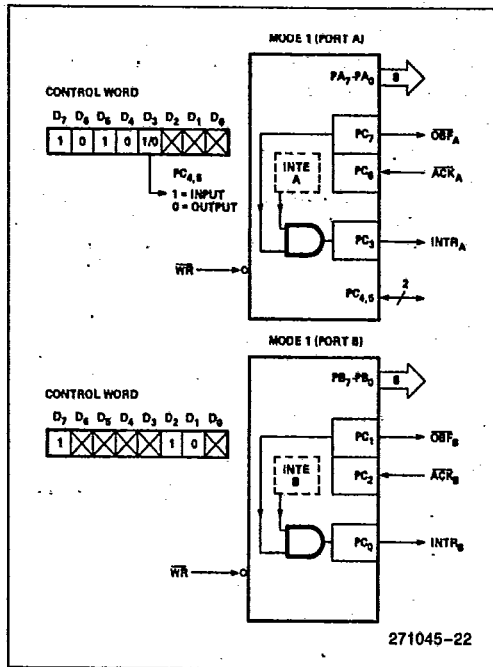 MODE 1 (PORT A)
PA7-PA0
8
CONTROL WORD
D7 D6 D5 D4 D3 D2 D1 D0
1 0 1 0 1/0
PC4,5
1 = INPUT
0 = OUTPUT
PC7
OBFA
INTE
A
PC6
ACKA
PC3
INTRA
WR
PC4,5
2
MODE 1 (PORT B)
PB7-PB0
8
CONTROL WORD
D7 D6 D5 D4 D3 D2 D1 D0
1 1 0
PC1
OBFB
INTE
B
PC2
ACKB
PC0
INTRB
WR
271045-22